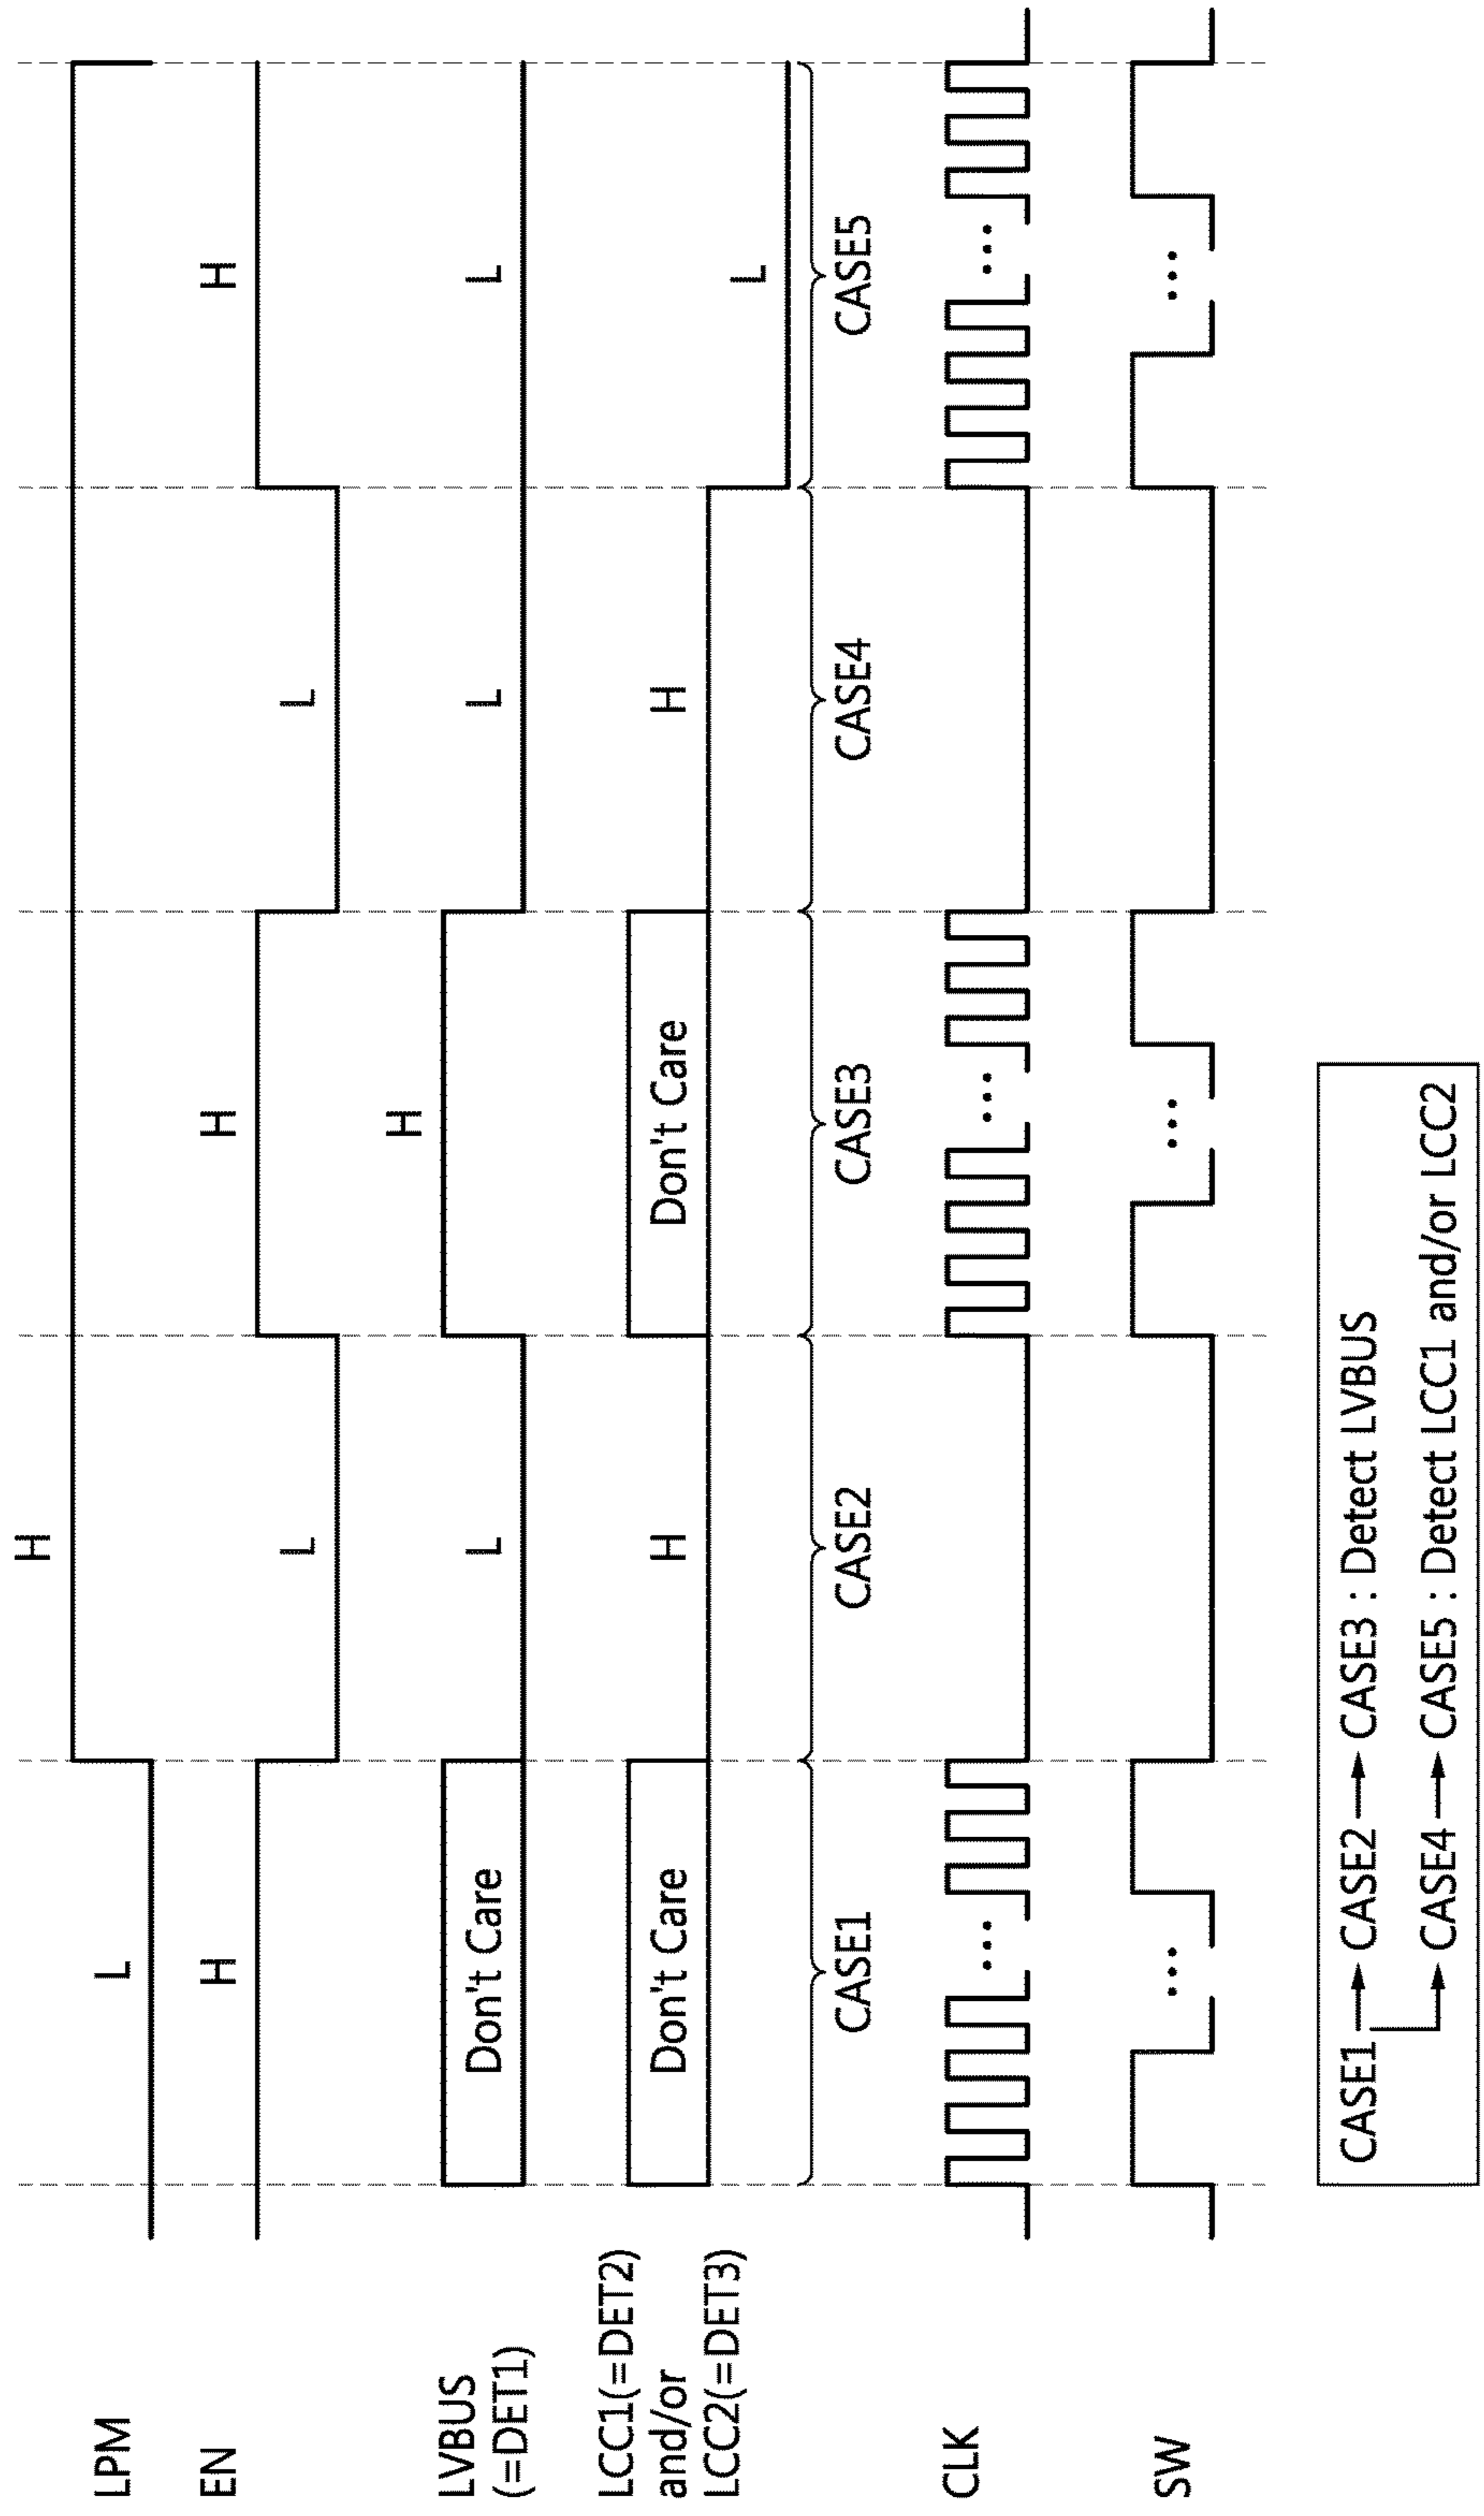 LPM
L
H
EN
H
L
H
L
H
LVBUS
(=DET1)
Don't Care
L
H
L
L
LCC1(=DET2)
and/or
LCC2(=DET3)
Don't Care
H
Don't Care
H
L
CASE1
CASE2
CASE3
CASE4
CASE5
CLK
...
...
...
SW
...
...
...
CASE1 → CASE2 → CASE3 : Detect LVBUS
CASE4 → CASE5 : Detect LCC1 and/or LCC2